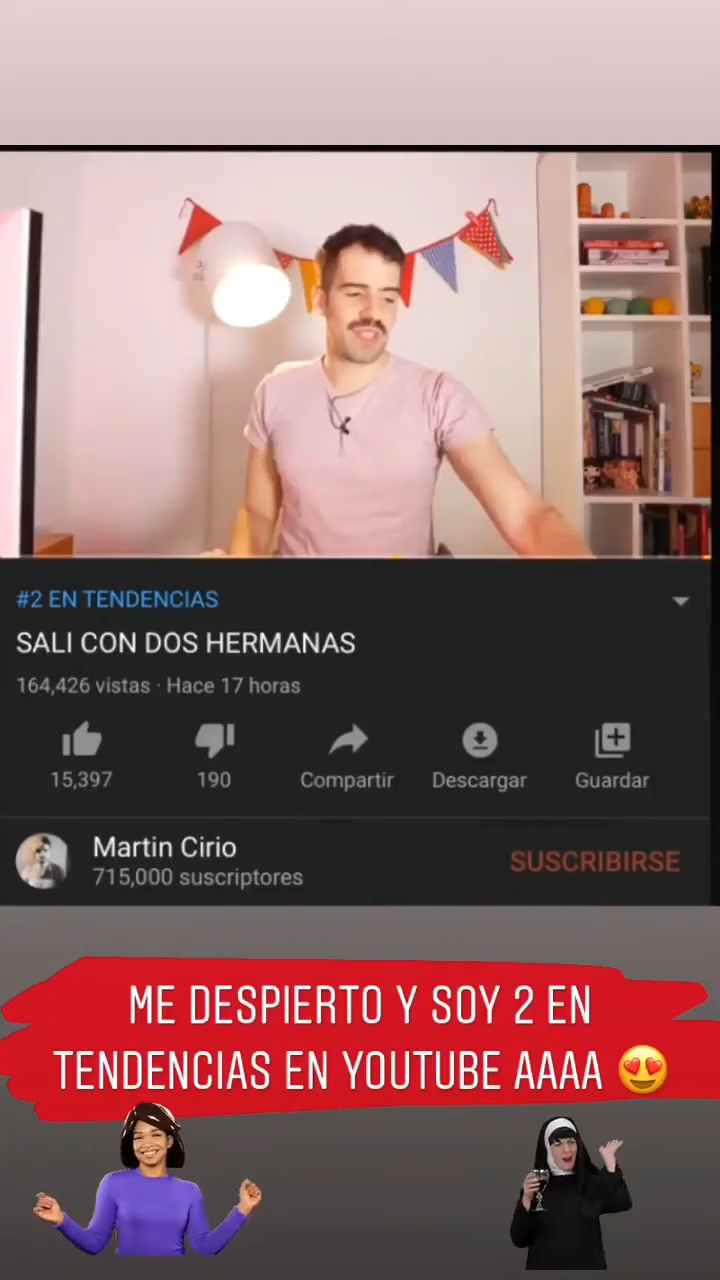 #2 EN TENDENCIAS
SALI CON DOS HERMANAS
164,426 vistas · Hace 17 horas
15,397
190
Compartir
Descargar
Guardar
Martin Cirio
715,000 suscriptores
SUSCRIBIRSE
ME DESPIERTO Y SOY 2 EN
TENDENCIAS EN YOUTUBE AAAA 😍